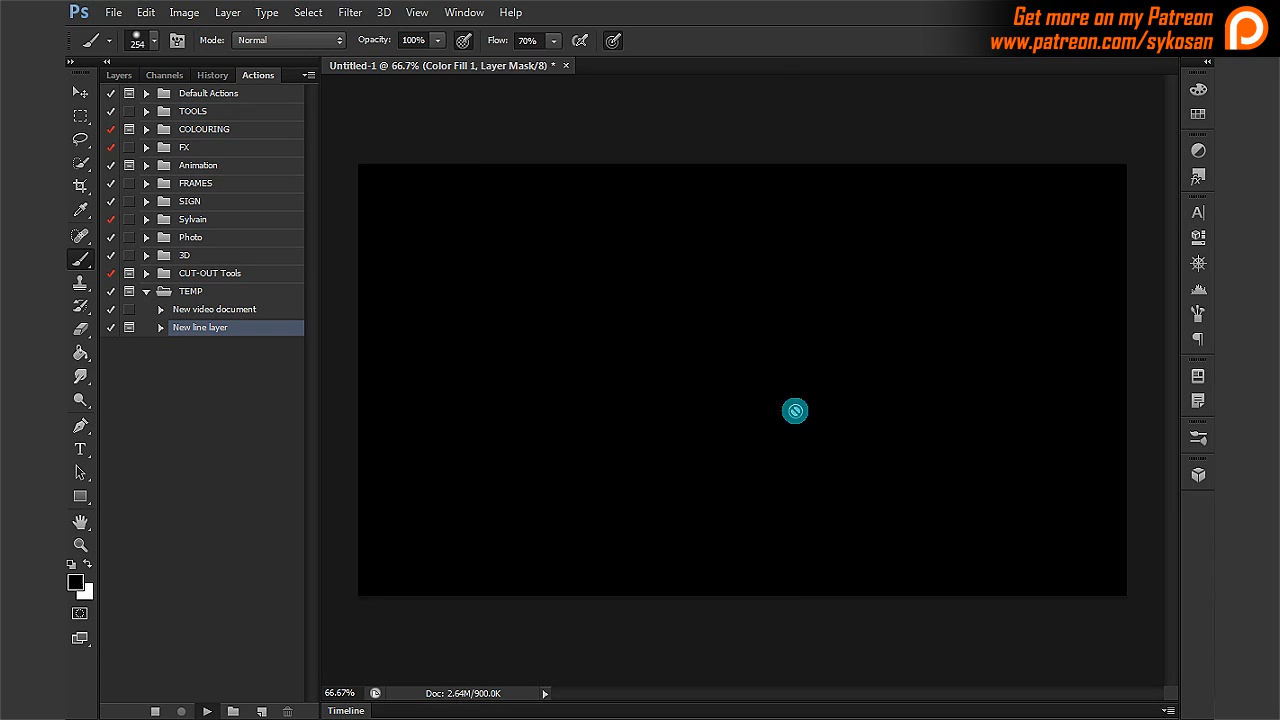 Ps File Edit Image Layer Type Select Filter 3D View Window Help
Get more on my Patreon
www.patreon.com/sykosan
254 Mode: Normal Opacity: 100% Flow: 70%
Layers Channels History Actions
Untitled-1 @ 66.7% (Color Fill 1, Layer Mask/8) * ×
Default Actions
TOOLS
COLOURING
FX
Animation
FRAMES
SIGN
Sylvain
Photo
3D
CUT-OUT Tools
TEMP
New video document
New line layer
66.67% Doc: 2.64M/900.0K
Timeline